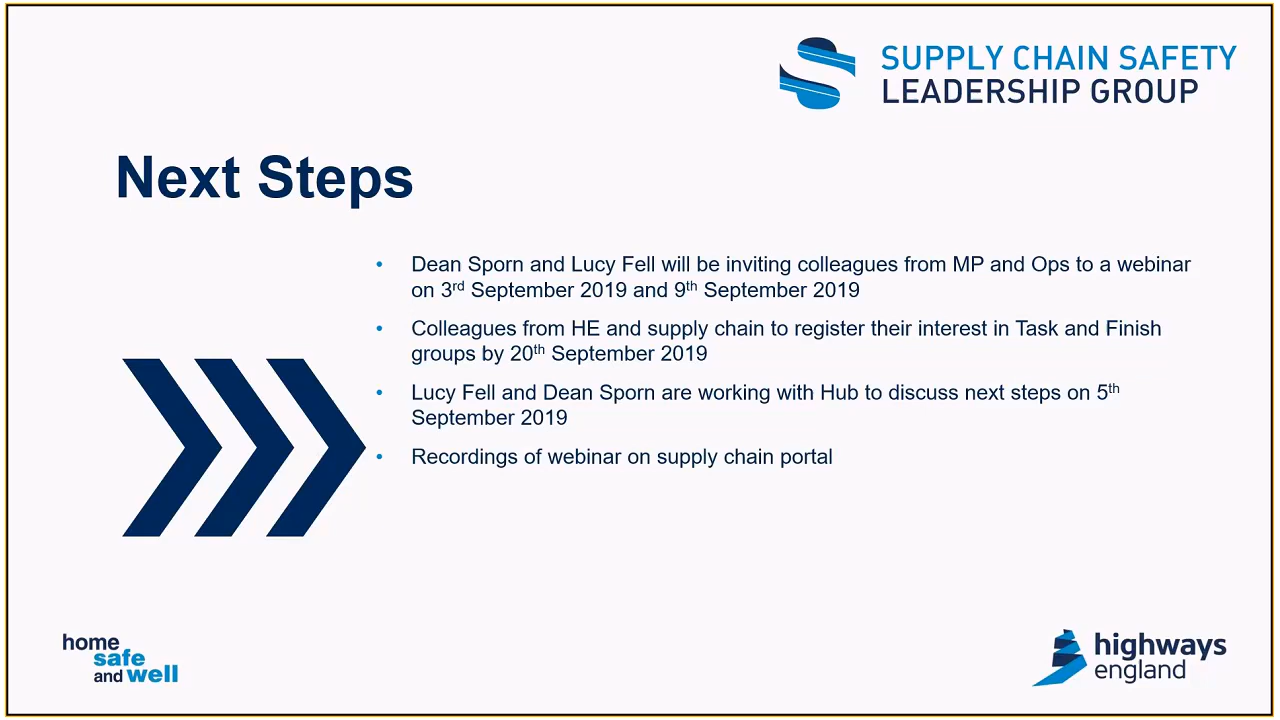 SUPPLY CHAIN SAFETY
LEADERSHIP GROUP
Next Steps
• Dean Sporn and Lucy Fell will be inviting colleagues from MP and Ops to a webinar
on 3rd September 2019 and 9th September 2019
• Colleagues from HE and supply chain to register their interest in Task and Finish
groups by 20th September 2019
• Lucy Fell and Dean Sporn are working with Hub to discuss next steps on 5th
September 2019
• Recordings of webinar on supply chain portal
home
safe
and well
highways
england